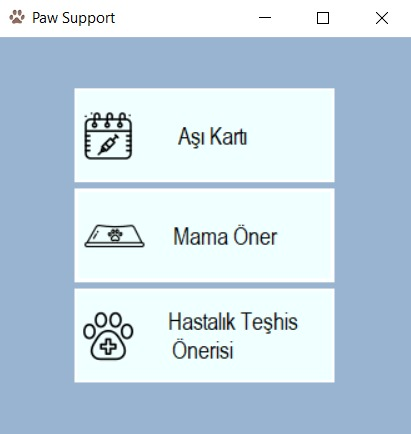 Paw Support
Aşı Kartı
Mama Öner
Hastalık Teşhis
Önerisi